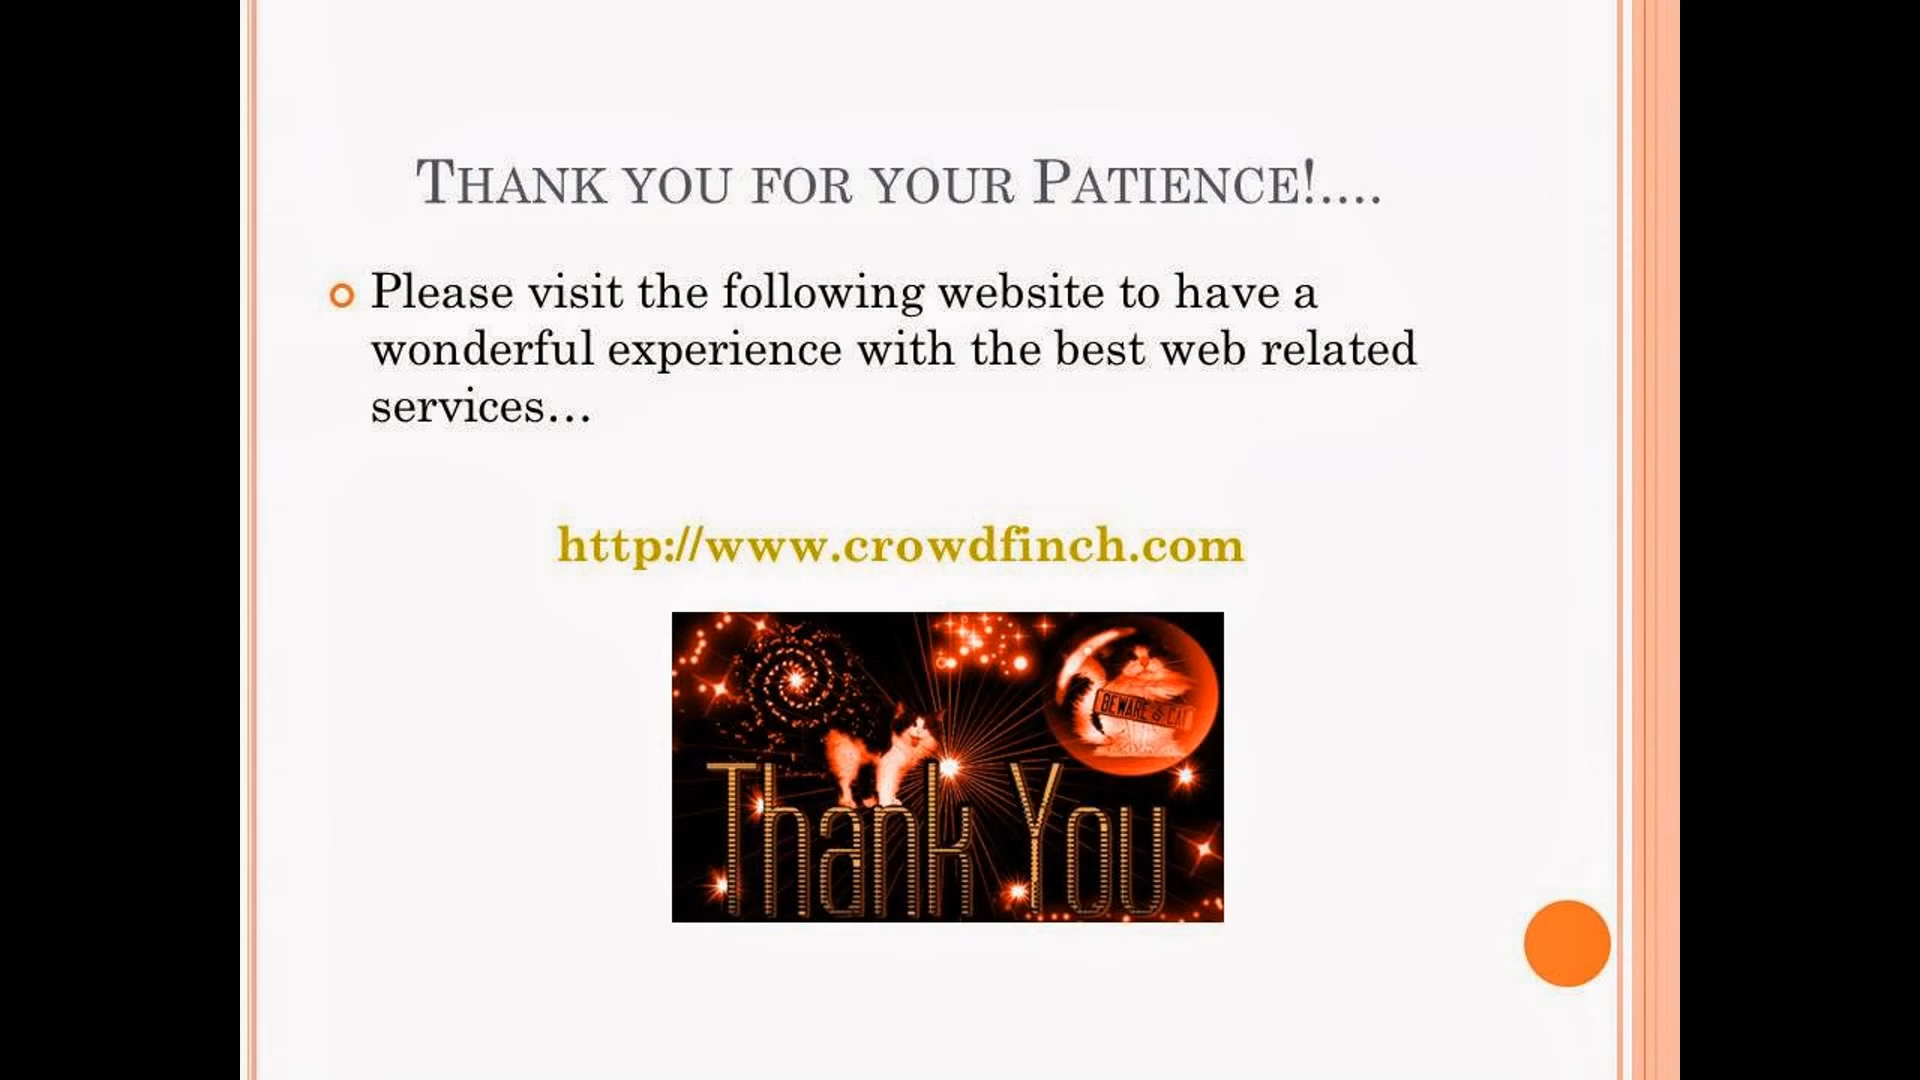 Thank you for your Patience!....
Please visit the following website to have a
wonderful experience with the best web related
services...
http://www.crowdfinch.com
BEWARE of CAT
Thank You